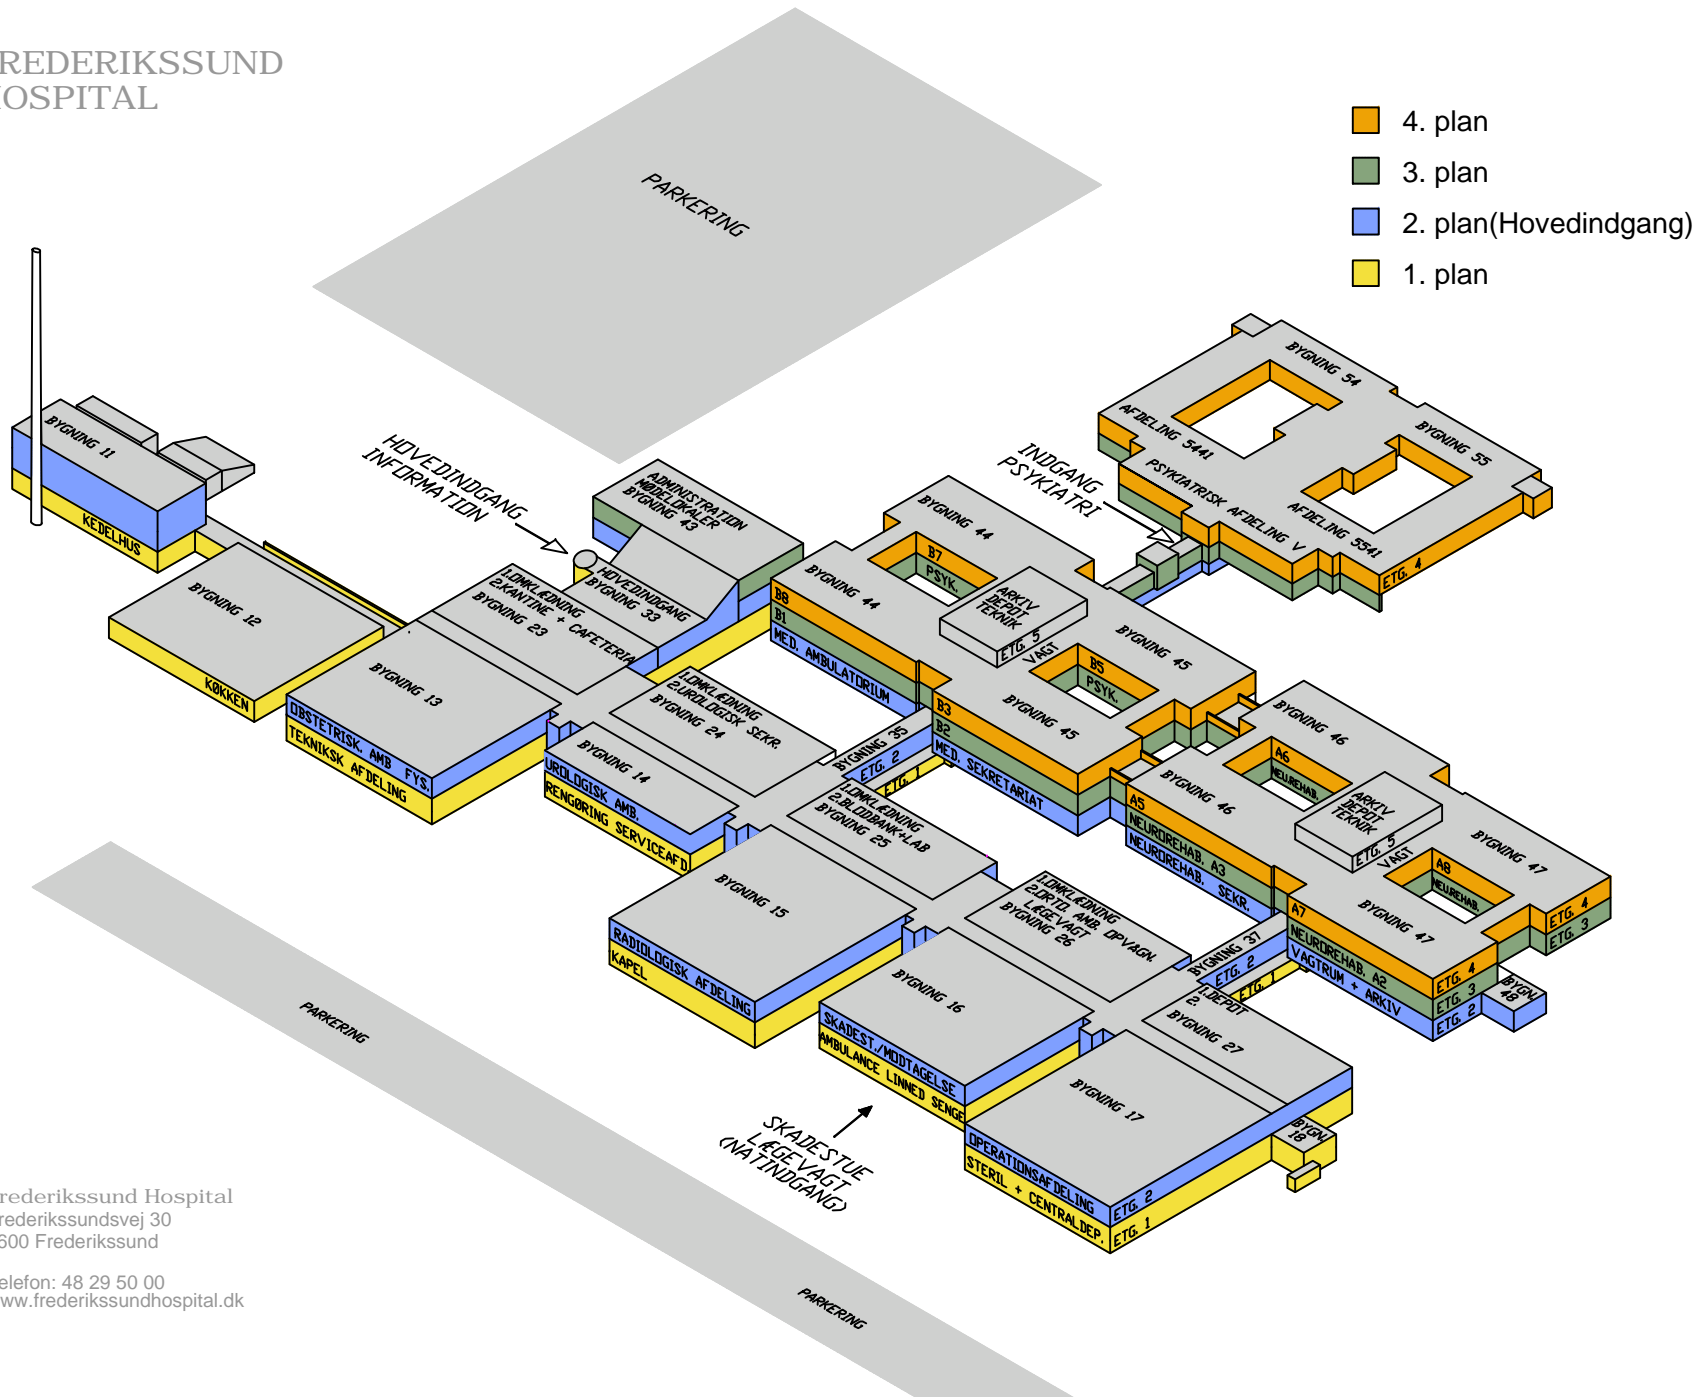 REDERIKSSUND
HOSPITAL
4. plan
3. plan
2. plan(Hovedindgang)
1. plan
PARKERING
HOVEDINDGANG
INFORMATION
INDGANG
PSYKIATRI
BYGNING 11
KEDELHUS
BYGNING 12
KØKKEN
ADMINISTRATION
MØDELOKALER
BYGNING 43
HOVEDINDGANG
BYGNING 33
1.OMKLÆDNING
2.KANTINE + CAFETERIA
BYGNING 23
BYGNING 13
OBSTETRISK. AMB FYS.
TEKNISK AFDELING
1.OMKLÆDNING
2.UROLOGISK SEKR.
BYGNING 24
BYGNING 14
UROLOGISK AMB.
RENGØRING SERVICEAFD
BYGNING 35
ETG. 2
ETG. 1
1.OMKLÆDNING
2.BLODBANK+LAB
BYGNING 25
BYGNING 15
RADIOLOGISK AFDELING
KAPEL
1.OMKLÆDNING
2.ORTO. AMB. OPVAGN.
LÆGEVAGT
BYGNING 26
BYGNING 16
SKADEST./MODTAGELSE
AMBULANCE LINNED SENGE
BYGNING 37
ETG. 2
ETG. 1
1.DEPOT
2.
BYGNING 27
BYGNING 17
OPERATIONSAFDELING
ETG. 2
STERIL + CENTRALDEP.
ETG. 1
BYGN.
18
BYGNING 44
BYGNING 44
B7
PSYK.
B8
B1
MED. AMBULATORIUM
ARKIV
DEPOT
TEKNIK
ETG. 5
VAGT
BYGNING 45
B5
PSYK.
BYGNING 45
B3
B2
MED. SEKRETARIAT
BYGNING 46
A6
NEUREHAB.
BYGNING 46
A5
NEUROREHAB. A3
NEUROREHAB. SEKR.
ARKIV
DEPOT
TEKNIK
ETG. 5
VAGT
BYGNING 47
A8
NEUREHAB.
BYGNING 47
A7
NEUROREHAB. A2
VAGTRUM + ARKIV
ETG. 4
ETG. 3
ETG. 2
ETG. 4
ETG. 3
BYGN.
48
BYGNING 54
AFDELING 5441
BYGNING 55
PSYKIATRISK AFDELING V
AFDELING 5541
ETG. 4
SKADESTUE
LÆGEVAGT
(NATINDGANG)
PARKERING
PARKERING
rederikssund Hospital
rederikssundsvej 30
600 Frederikssund
elefon: 48 29 50 00
ww.frederikssundhospital.dk